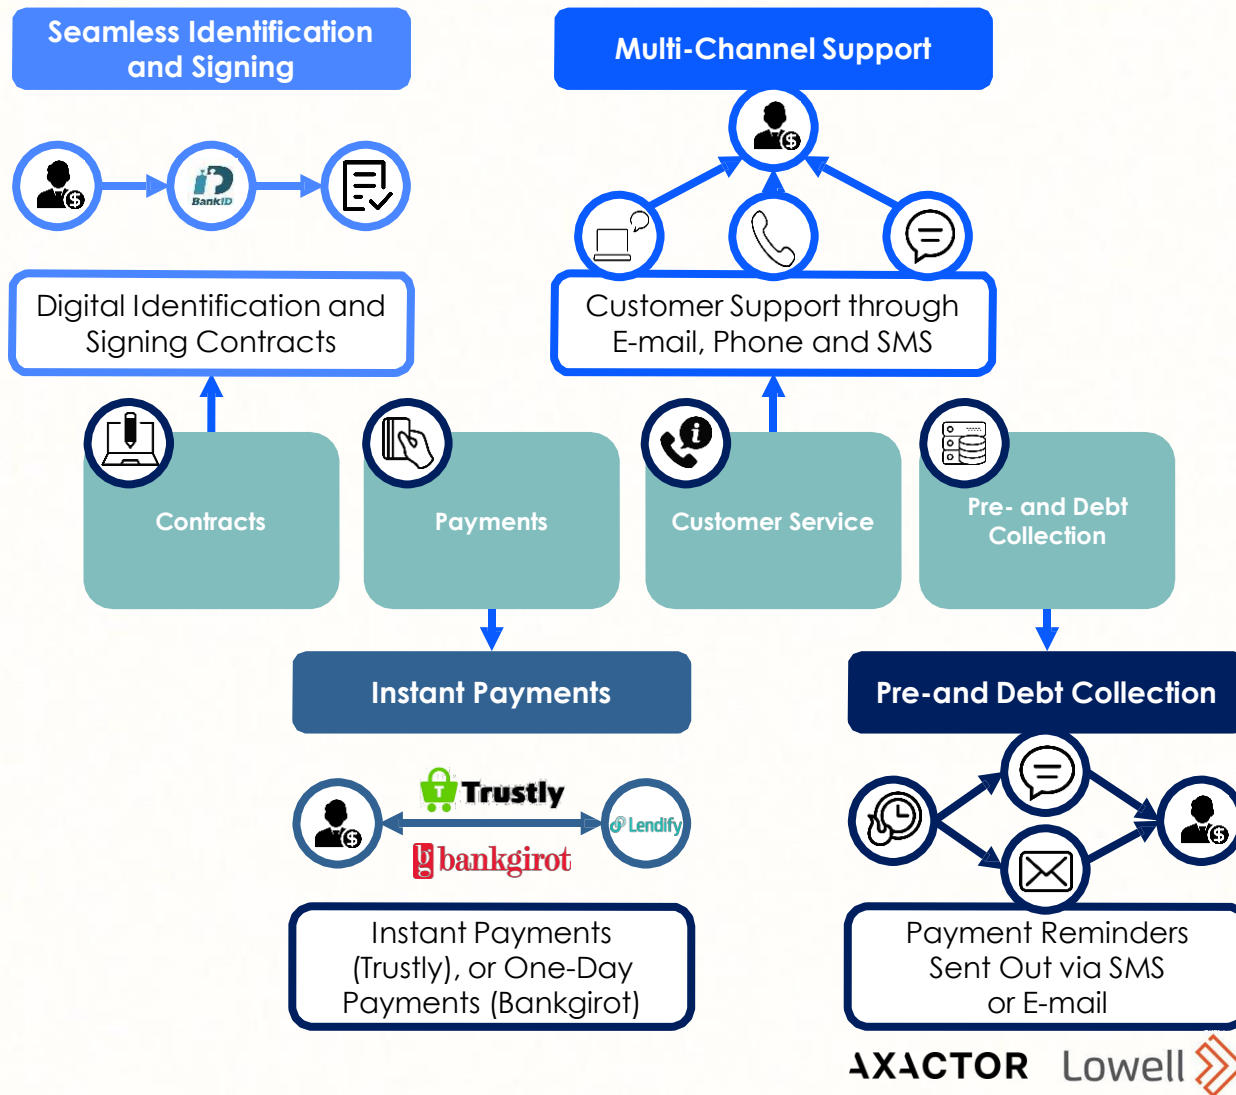 Seamless Identification
and Signing
Multi-Channel Support
$
$
BankID
Digital Identification and
Signing Contracts
Customer Support through
E-mail, Phone and SMS
i
Contracts
Payments
Customer Service
Pre- and Debt
Collection
Instant Payments
Pre-and Debt Collection
T Trustly
$
Lendify
$
bg bankgirot
Instant Payments
(Trustly), or One-Day
Payments (Bankgirot)
Payment Reminders
Sent Out via SMS
or E-mail
AXACTOR
Lowell